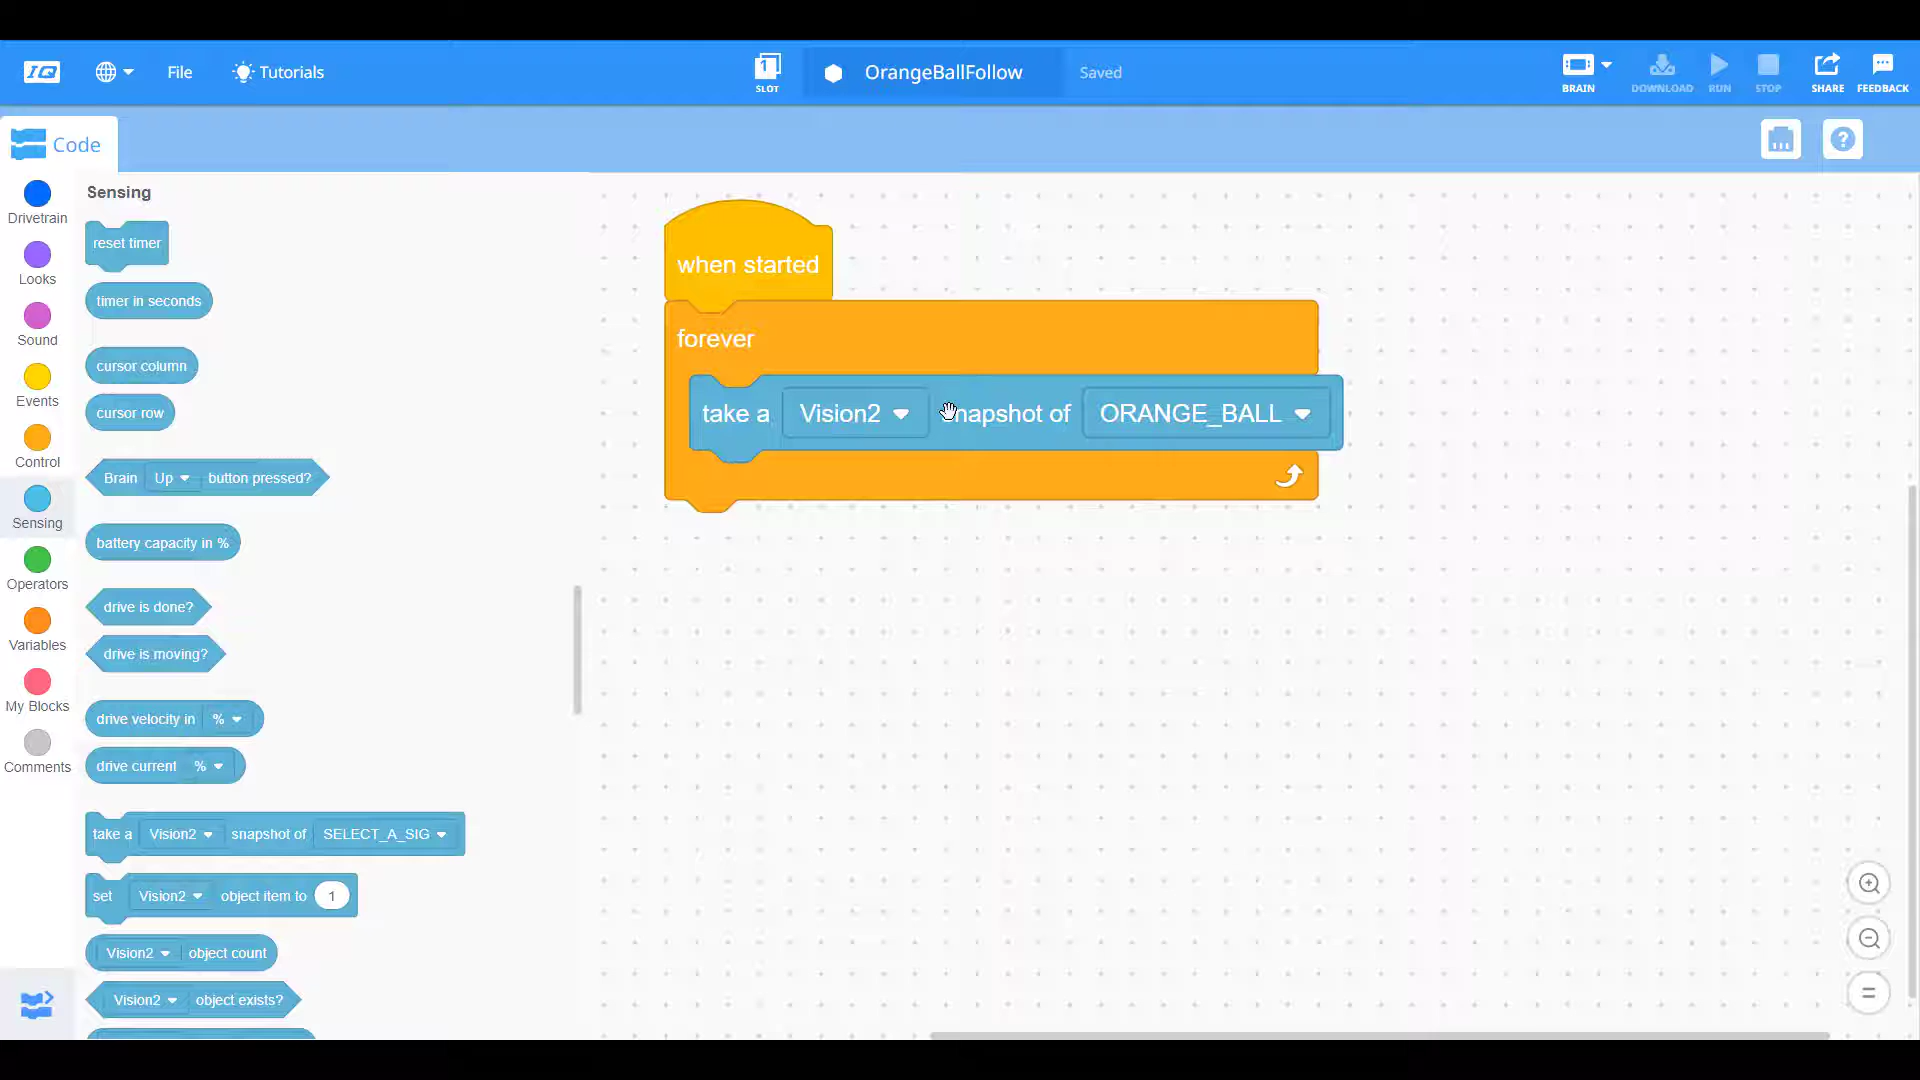 IQ
File
Tutorials
1
SLOT
OrangeBallFollow
Saved
BRAIN
DOWNLOAD
RUN
STOP
SHARE
FEEDBACK
Code
?
Drivetrain
Looks
Sound
Events
Control
Sensing
Operators
Variables
My Blocks
Comments
Sensing
reset timer
timer in seconds
cursor column
cursor row
Brain Up button pressed?
battery capacity in %
drive is done?
drive is moving?
drive velocity in %
drive current %
take a Vision2 snapshot of SELECT_A_SIG
set Vision2 object item to 1
Vision2 object count
Vision2 object exists?
when started
forever
take a Vision2 snapshot of ORANGE_BALL